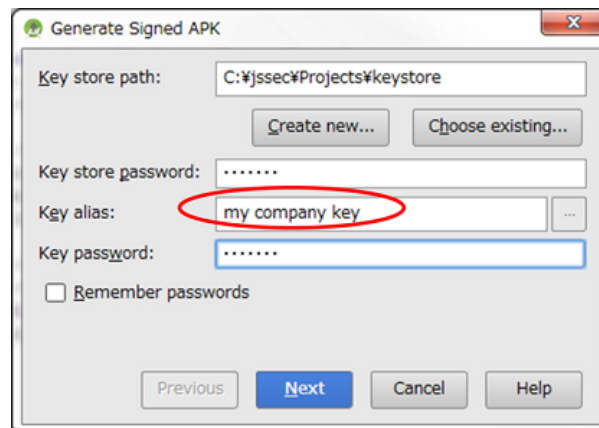 Generate Signed APK
Key store path: C:¥jssec¥Projects¥keystore
Create new... Choose existing...
Key store password: ·······
Key alias: my company key ...
Key password: ·······
Remember passwords
Previous Next Cancel Help